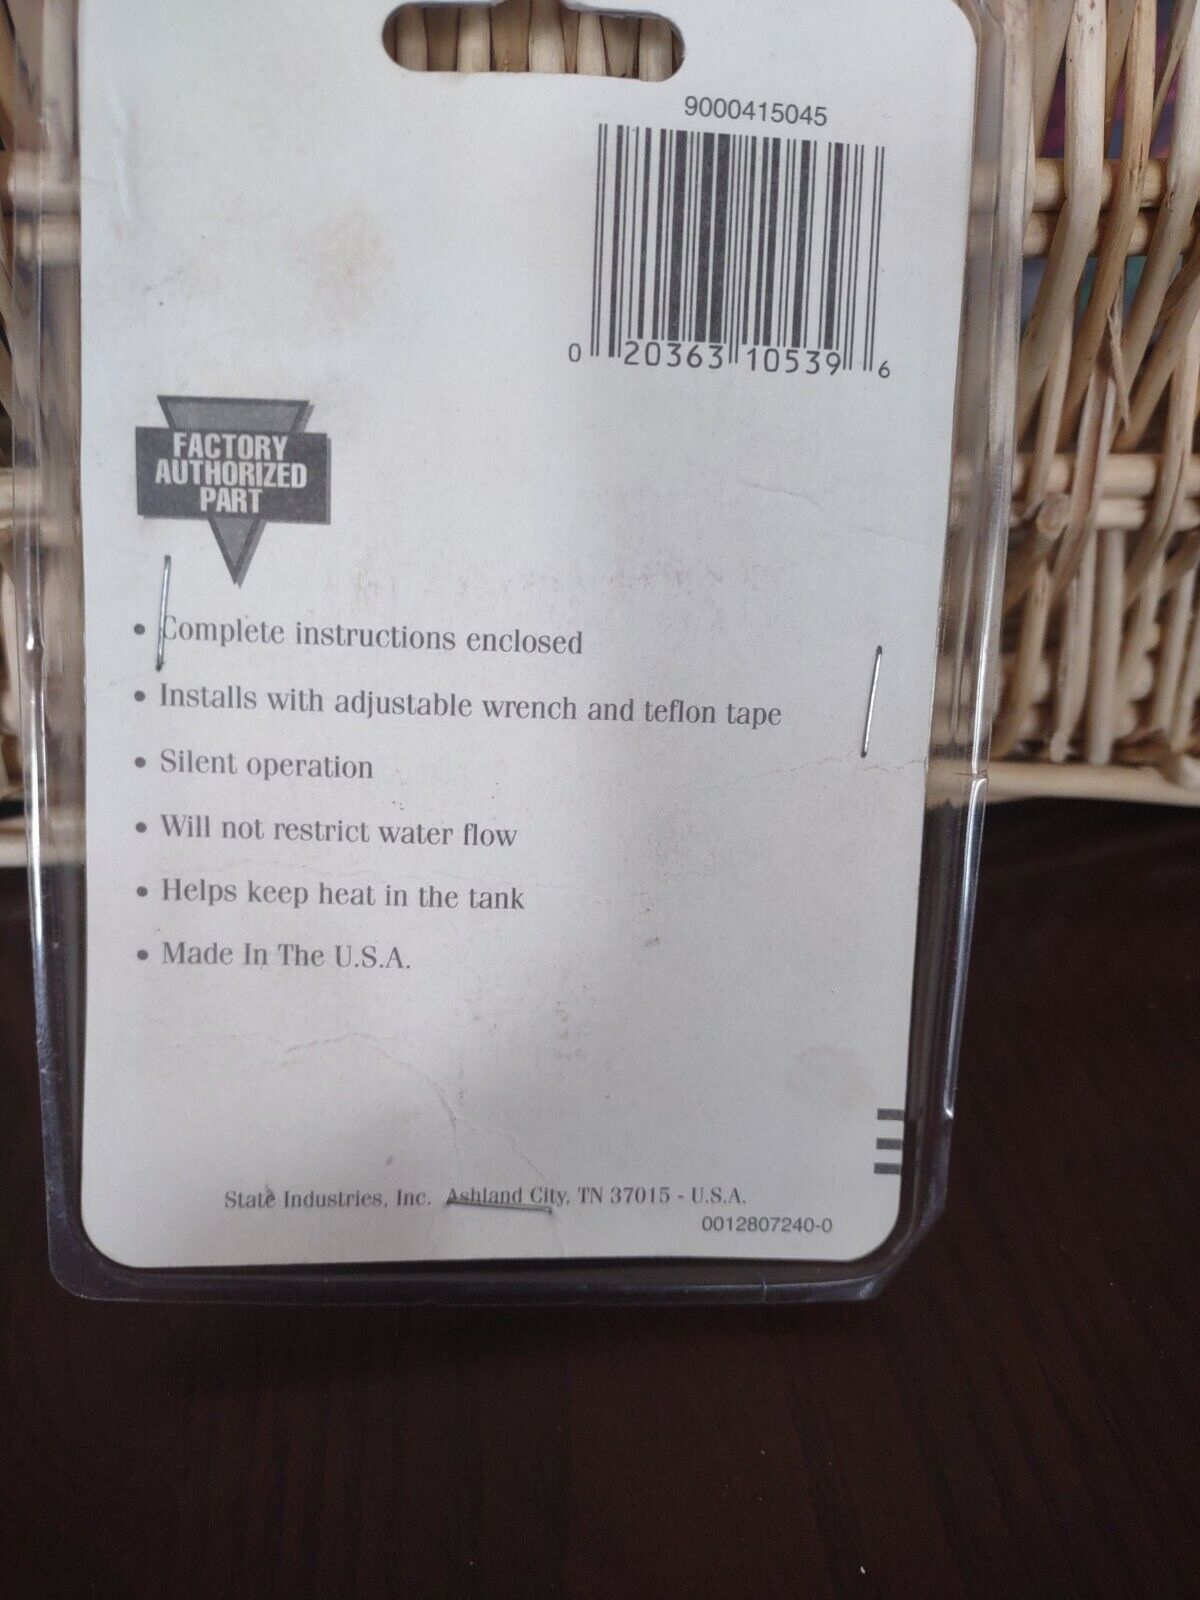 9000415045
0 20363 10539 6
FACTORY
AUTHORIZED
PART
• Complete instructions enclosed
• Installs with adjustable wrench and teflon tape
• Silent operation
• Will not restrict water flow
• Helps keep heat in the tank
• Made In The U.S.A.
State Industries, Inc. Ashland City, TN 37015 - U.S.A.
0012807240-0